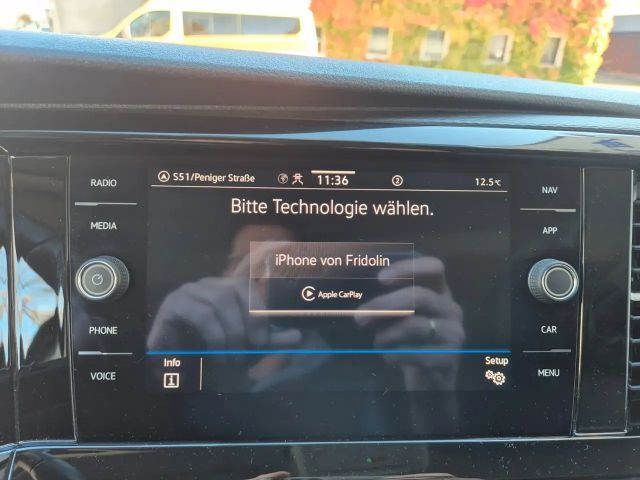 RADIO
MEDIA
PHONE
VOICE
S51/Peniger Straße
11:36
2
12.5°C
Bitte Technologie wählen.
iPhone von Fridolin
Apple CarPlay
Info
i
Setup
NAV
APP
CAR
MENU